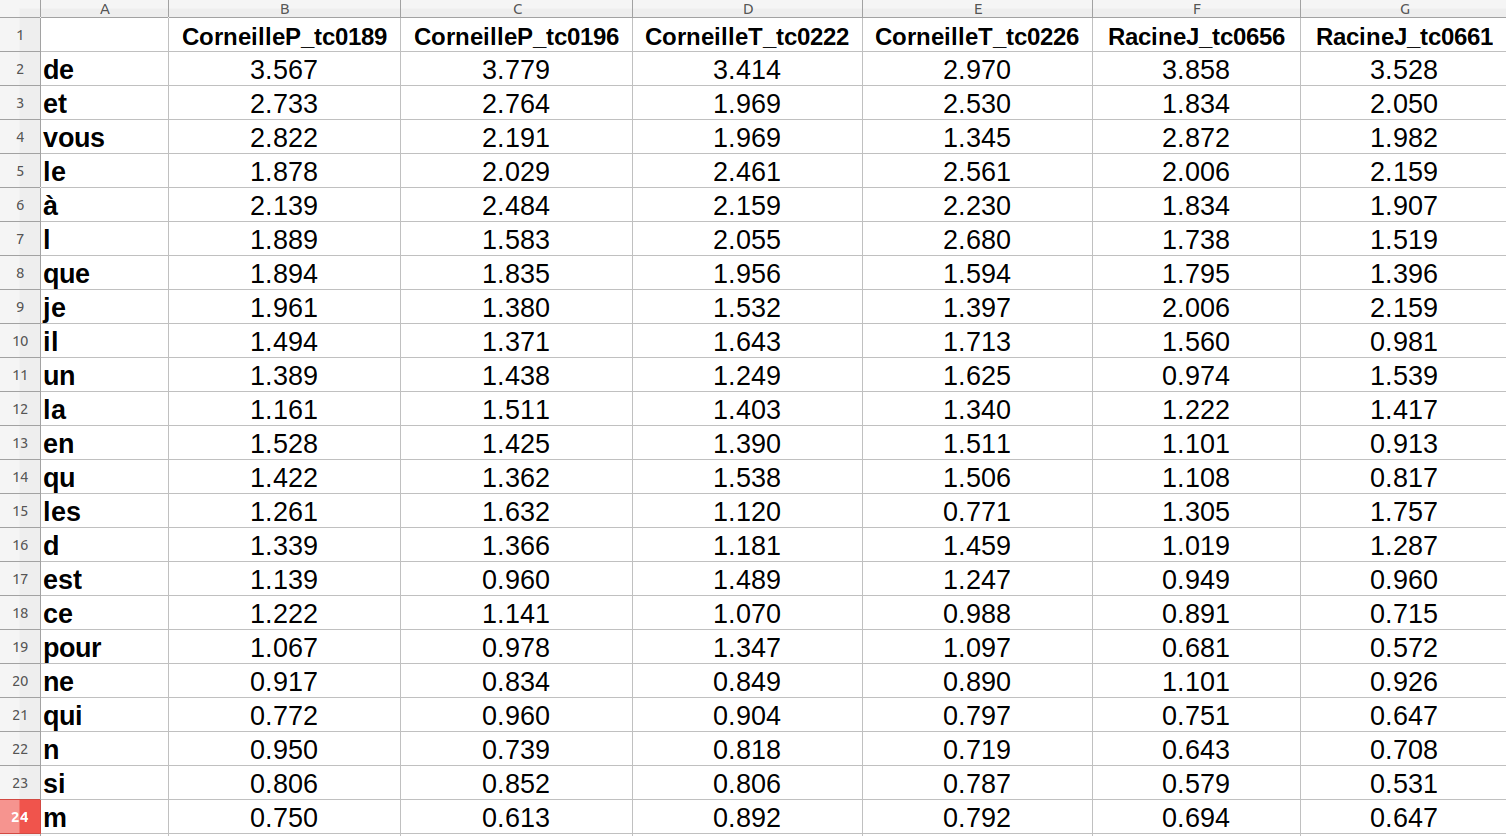 A B C D E F G
1 CorneilleP_tc0189 CorneilleP_tc0196 CorneilleT_tc0222 CorneilleT_tc0226 RacineJ_tc0656 RacineJ_tc0661
2 de 3.567 3.779 3.414 2.970 3.858 3.528
3 et 2.733 2.764 1.969 2.530 1.834 2.050
4 vous 2.822 2.191 1.969 1.345 2.872 1.982
5 le 1.878 2.029 2.461 2.561 2.006 2.159
6 à 2.139 2.484 2.159 2.230 1.834 1.907
7 l 1.889 1.583 2.055 2.680 1.738 1.519
8 que 1.894 1.835 1.956 1.594 1.795 1.396
9 je 1.961 1.380 1.532 1.397 2.006 2.159
10 il 1.494 1.371 1.643 1.713 1.560 0.981
11 un 1.389 1.438 1.249 1.625 0.974 1.539
12 la 1.161 1.511 1.403 1.340 1.222 1.417
13 en 1.528 1.425 1.390 1.511 1.101 0.913
14 qu 1.422 1.362 1.538 1.506 1.108 0.817
15 les 1.261 1.632 1.120 0.771 1.305 1.757
16 d 1.339 1.366 1.181 1.459 1.019 1.287
17 est 1.139 0.960 1.489 1.247 0.949 0.960
18 ce 1.222 1.141 1.070 0.988 0.891 0.715
19 pour 1.067 0.978 1.347 1.097 0.681 0.572
20 ne 0.917 0.834 0.849 0.890 1.101 0.926
21 qui 0.772 0.960 0.904 0.797 0.751 0.647
22 n 0.950 0.739 0.818 0.719 0.643 0.708
23 si 0.806 0.852 0.806 0.787 0.579 0.531
24 m 0.750 0.613 0.892 0.792 0.694 0.647